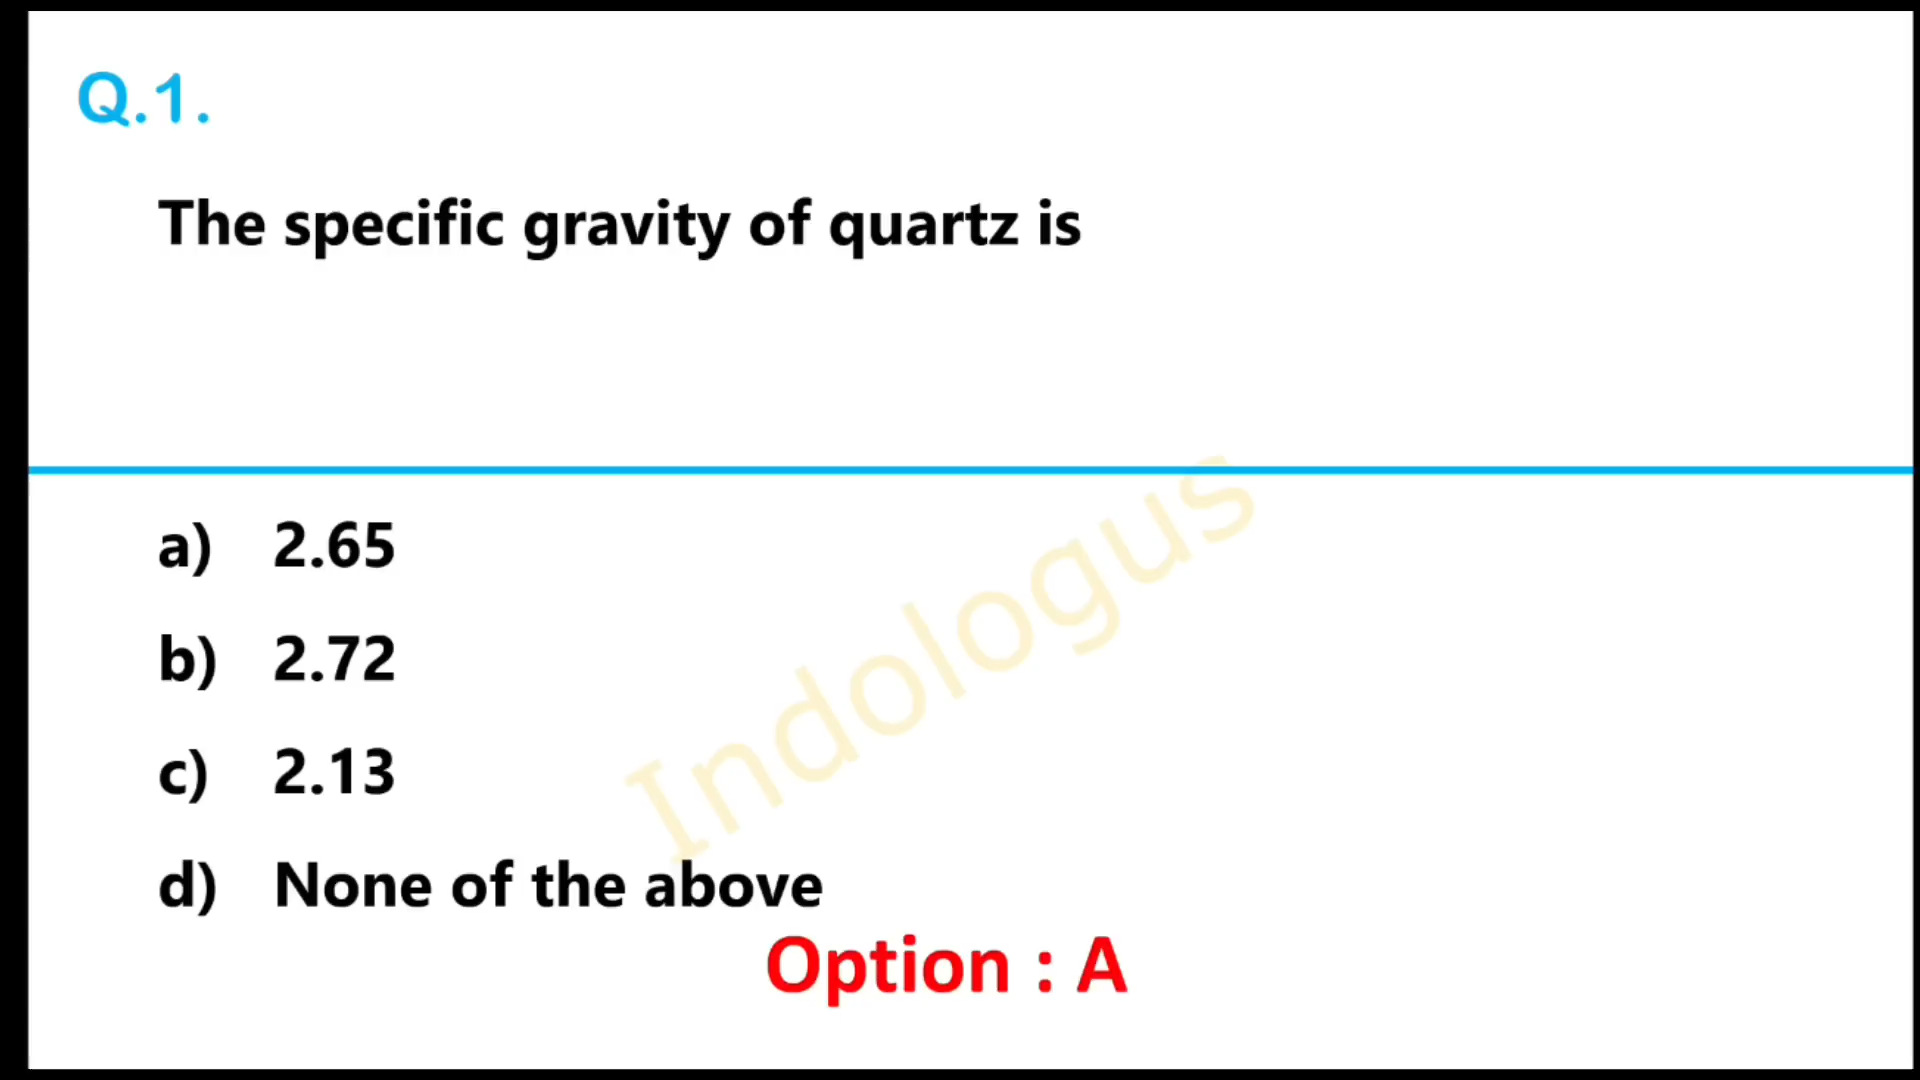 Q.1.
The specific gravity of quartz is
a) 2.65
b) 2.72
c) 2.13
d) None of the above
Option : A
Indologus